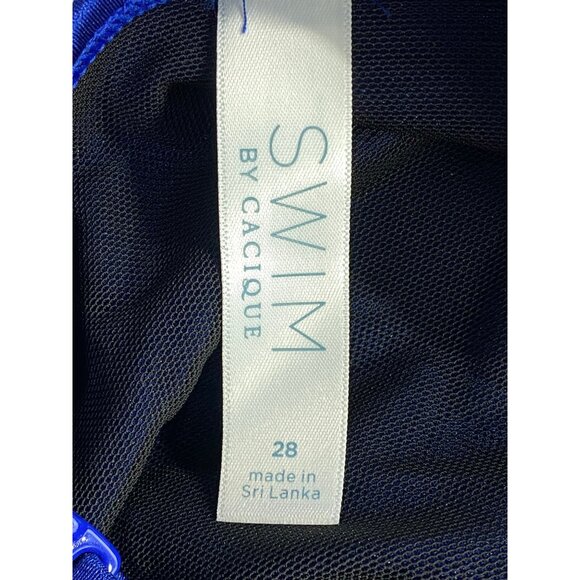 SWIM
BY CACIQUE
28
made in
Sri Lanka